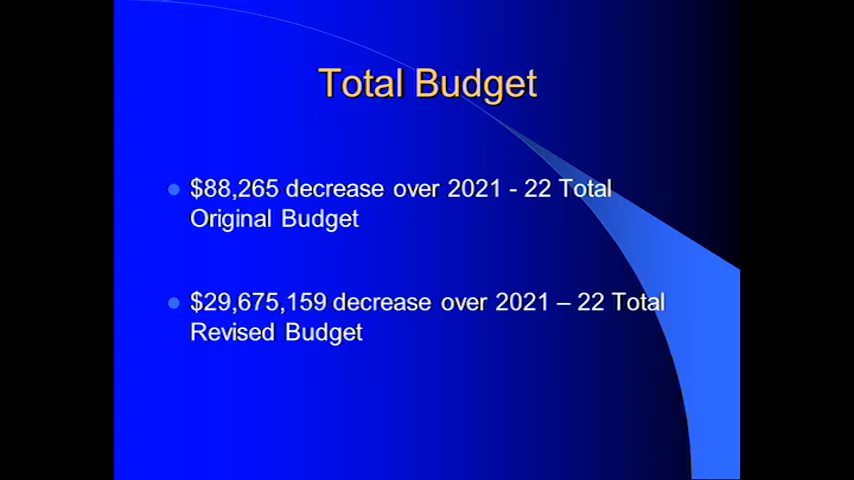 Total Budget
$88,265 decrease over 2021 - 22 Total
Original Budget
$29,675,159 decrease over 2021 – 22 Total
Revised Budget